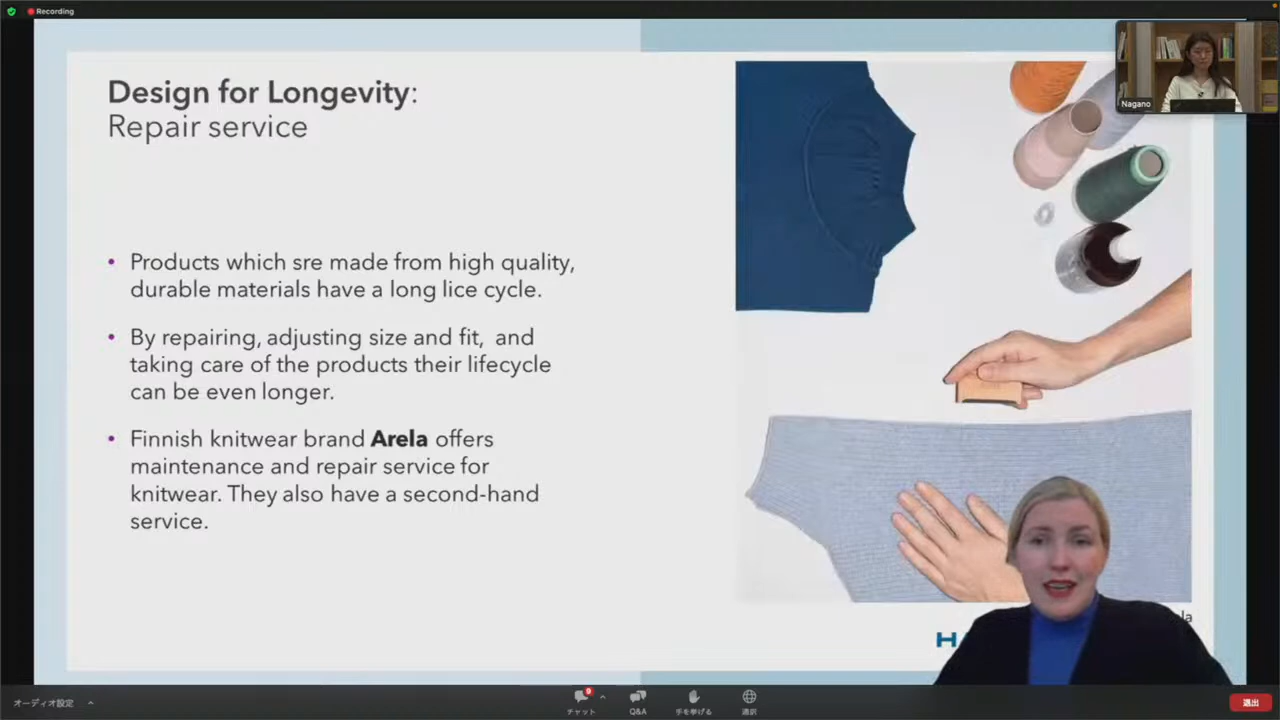 Recording
Design for Longevity:
Repair service
Nagano
• Products which sre made from high quality,
durable materials have a long lice cycle.
• By repairing, adjusting size and fit, and
taking care of the products their lifecycle
can be even longer.
• Finnish knitwear brand Arela offers
maintenance and repair service for
knitwear. They also have a second-hand
service.
オーディオ設定
チャット
Q&A
手を挙げる
通訳
退出